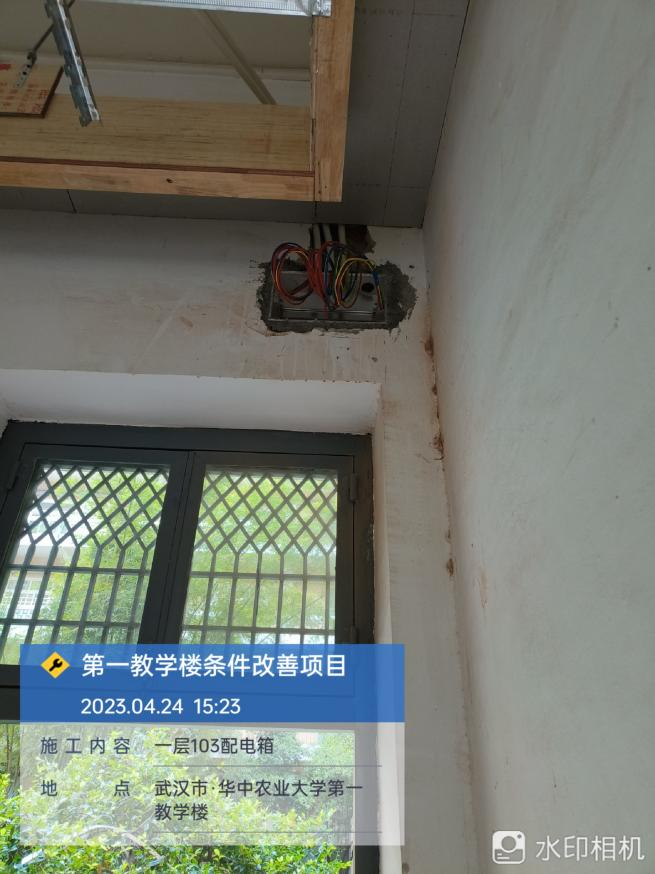 第一教学楼条件改善项目
2023.04.24 15:23
施工内容 一层103配电箱
地点 武汉市·华中农业大学第一
教学楼
水印相机